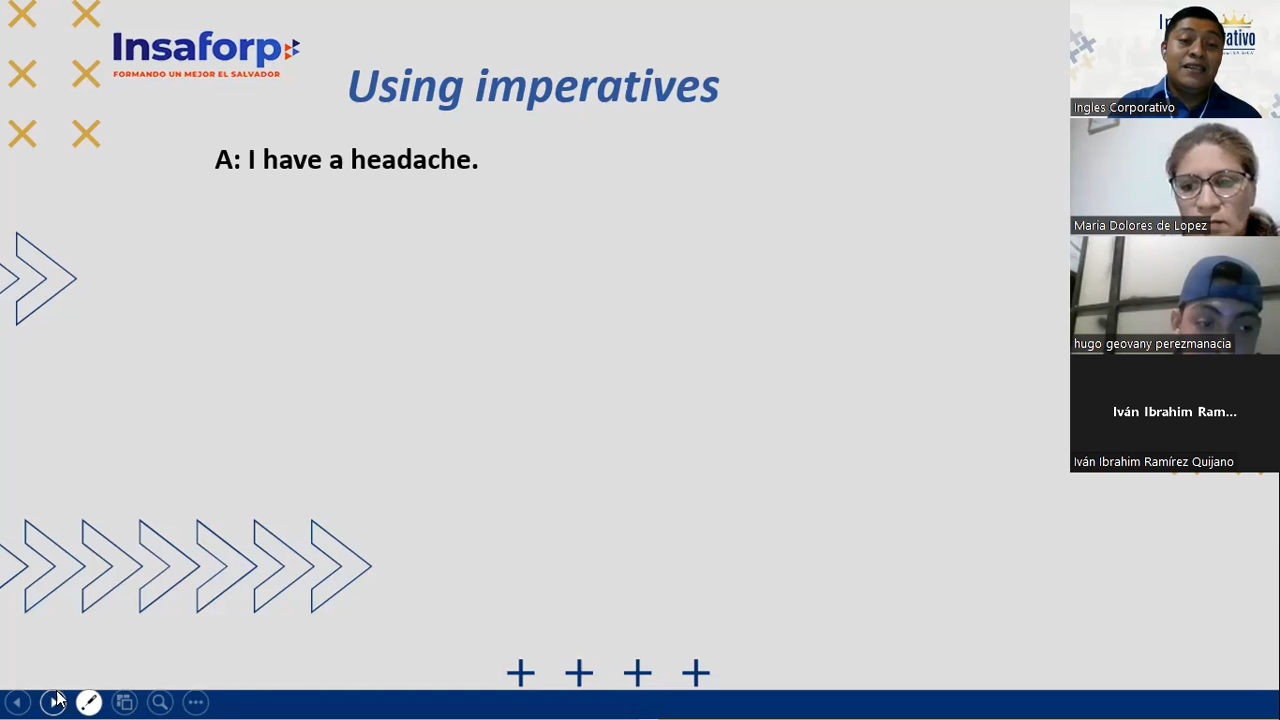 Insaforp
FORMANDO UN MEJOR EL SALVADOR
Using imperatives
A: I have a headache.
Ingles Corporativo
Maria Dolores de Lopez
hugo geovany perezmanacia
Iván Ibrahim Ram...
Iván Ibrahim Ramírez Quijano